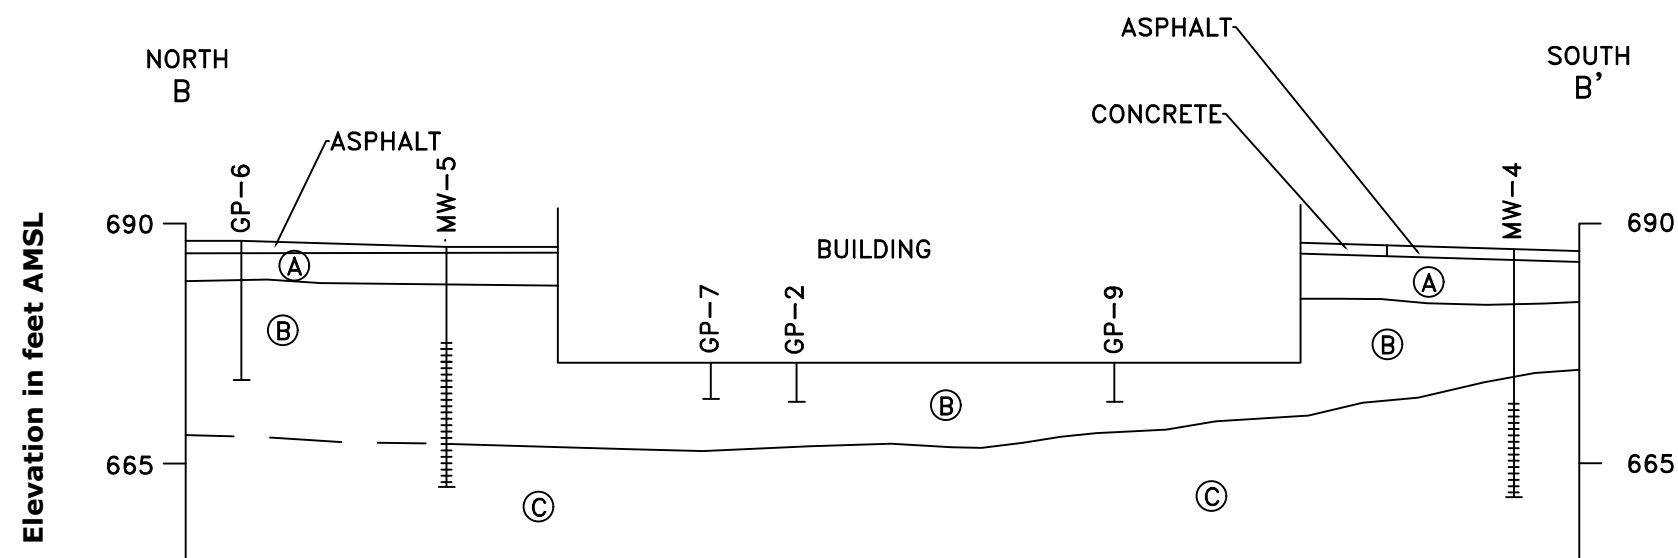 ASPHALT
NORTH
B
SOUTH
B'
CONCRETE
ASPHALT
GP-6
MW-5
MW-4
690
690
BUILDING
A
A
GP-7
GP-2
GP-9
B
B
B
665
665
C
C
Elevation in feet AMSL